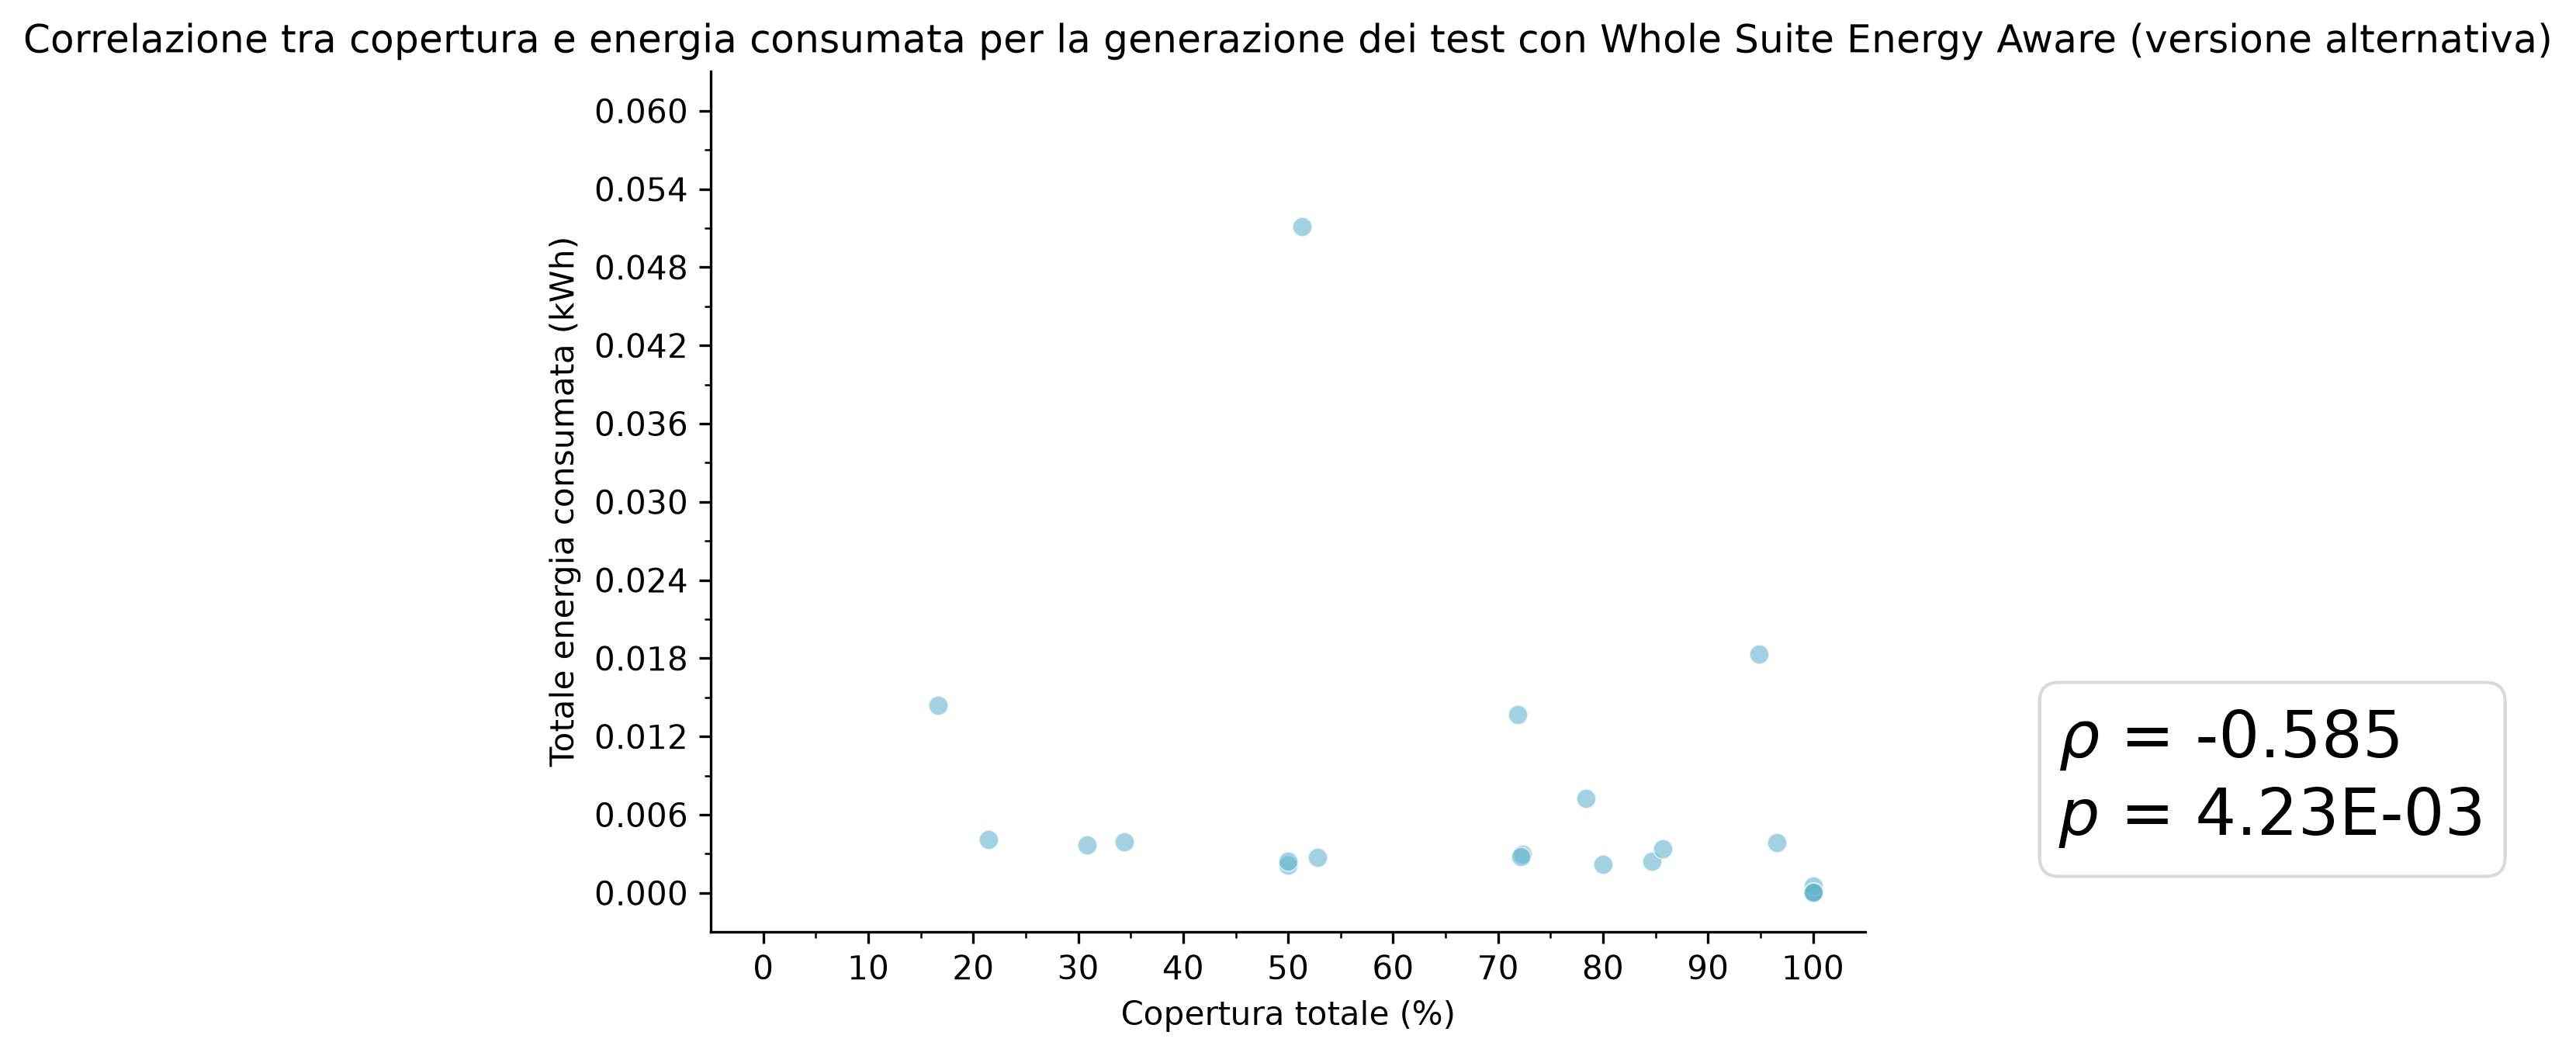 Correlazione tra copertura e energia consumata per la generazione dei test con Whole Suite Energy Aware (versione alternativa)
Totale energia consumata (kWh)
0.060
0.054
0.048
0.042
0.036
0.030
0.024
0.018
0.012
0.006
0.000
0 10 20 30 40 50 60 70 80 90 100
Copertura totale (%)
ρ = -0.585
p = 4.23E-03